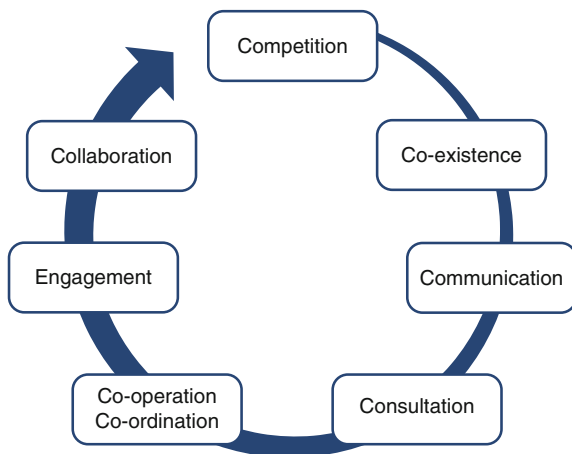 Competition
Co-existence
Communication
Consultation
Co-operation
Co-ordination
Engagement
Collaboration